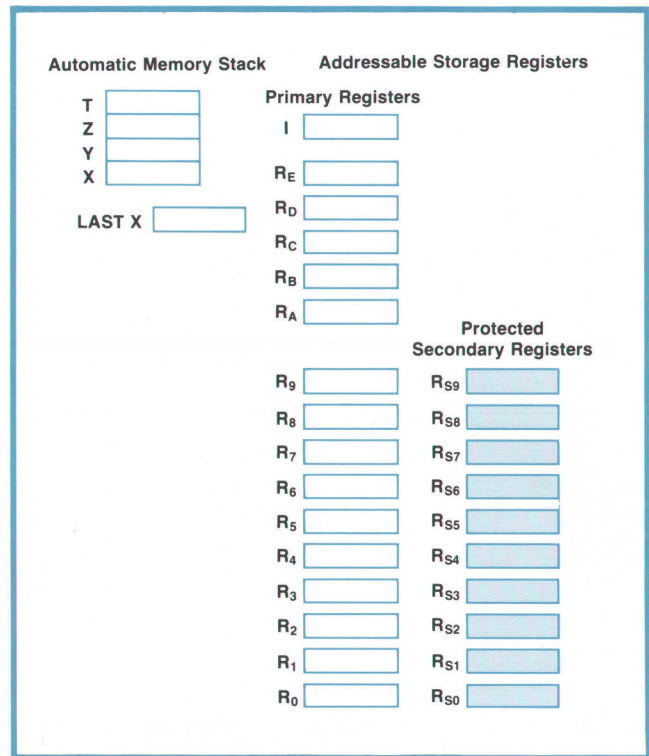 Automatic Memory Stack
Addressable Storage Registers
T
Z
Y
X
LAST X
Primary Registers
I
RE
RD
RC
RB
RA
Protected
Secondary Registers
R9 RS9
R8 RS8
R7 RS7
R6 RS6
R5 RS5
R4 RS4
R3 RS3
R2 RS2
R1 RS1
R0 RS0